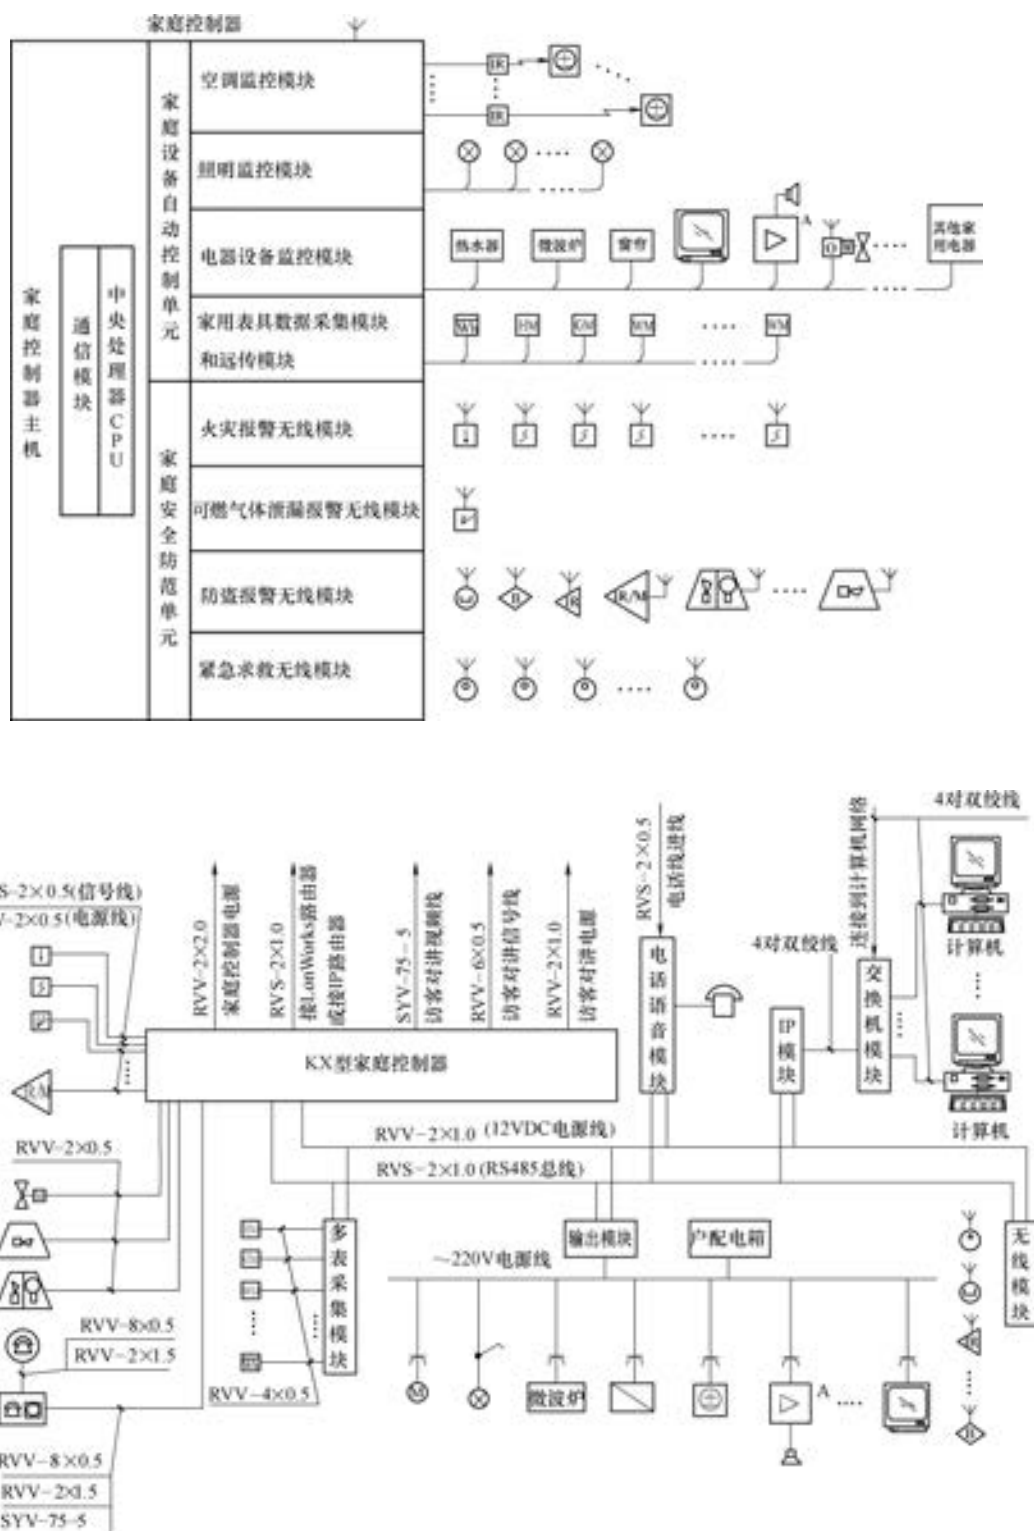 家庭控制器
家庭控制器主机
通信模块
中央处理器CPU
家庭设备自动控制单元
家庭安全防范单元
空调监控模块
IR
IR
照明监控模块
电器设备监控模块
热水器
微波炉
窗帘
A
其他家
用电器
家用表具数据采集模块
和远传模块
Wh
WM
WM
火灾报警无线模块
可燃气体泄漏报警无线模块
防盗报警无线模块
R/M
紧急求救无线模块
S-2×0.5(信号线)
-2×0.5(电源线)
RVV-2×2.0
家庭控制器电源
RVS-2×1.0
接LonWorks路由器
或接IP路由器
SYV-75-5
访客对讲视频线
RVV-6×0.5
访客对讲信号线
RVV-2×1.0
访客对讲电源
RVS-2×0.5
电话线进线
电话语音模块
4对双绞线
IP模块
连接到计算机网络
交换机模块
4对双绞线
计算机
计算机
KX型家庭控制器
R/M
RVV-2×1.0 (12VDC电源线)
RVS-2×1.0 (RS485总线)
RVV-2×0.5
RVV-8×0.5
RVV-2×1.5
多表采集模块
RVV-4×0.5
输出模块
户配电箱
~220V电源线
M
微波炉
A
无线模块
RVV-8×0.5
RVV-2×1.5
SYV-75-5